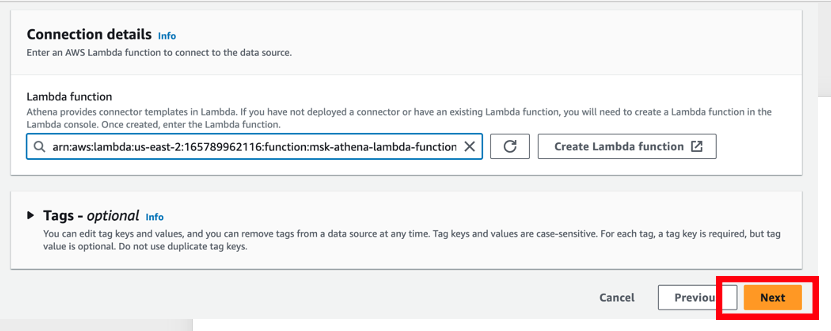 Connection details Info
Enter an AWS Lambda function to connect to the data source.
Lambda function
Athena provides connector templates in Lambda. If you have not deployed a connector or have an existing Lambda function, you will need to create a Lambda function in the
Lambda console. Once created, enter the Lambda function.
arn:aws:lambda:us-east-2:165789962116:function:msk-athena-lambda-function
Create Lambda function
Tags - optional Info
You can edit tag keys and values, and you can remove tags from a data source at any time. Tag keys and values are case-sensitive. For each tag, a tag key is required, but tag
value is optional. Do not use duplicate tag keys.
Cancel Previou Next